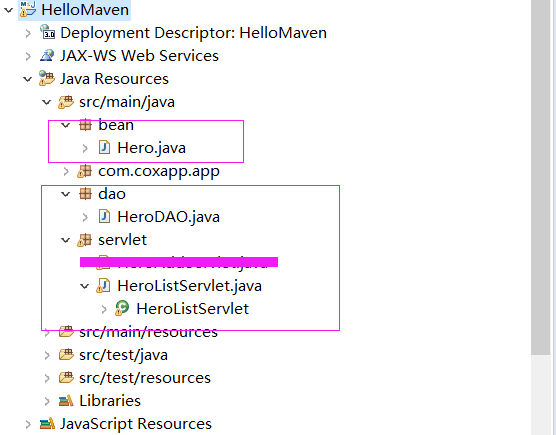 HelloMaven
Deployment Descriptor: HelloMaven
JAX-WS Web Services
Java Resources
src/main/java
bean
Hero.java
com.coxapp.app
dao
HeroDAO.java
servlet
HeroListServlet.java
HeroListServlet
src/main/resources
src/test/java
src/test/resources
Libraries
JavaScript Resources